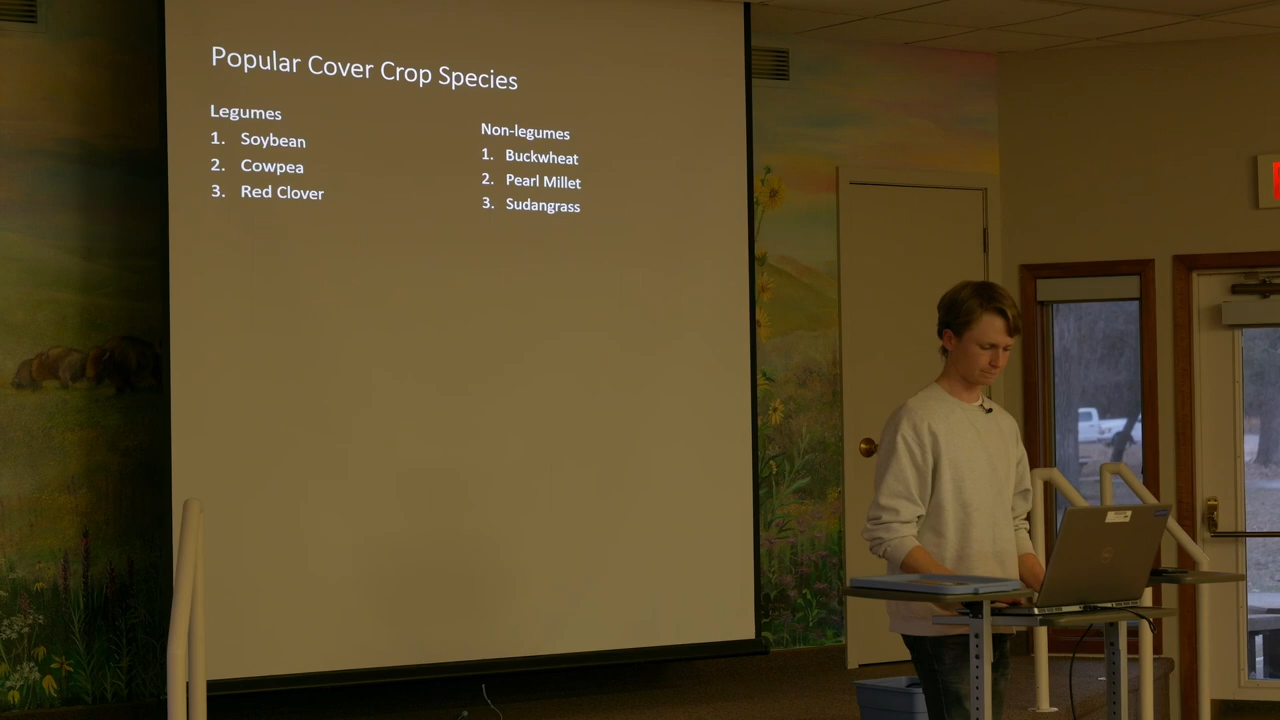 Popular Cover Crop Species
Legumes
1. Soybean
2. Cowpea
3. Red Clover
Non-legumes
1. Buckwheat
2. Pearl Millet
3. Sudangrass